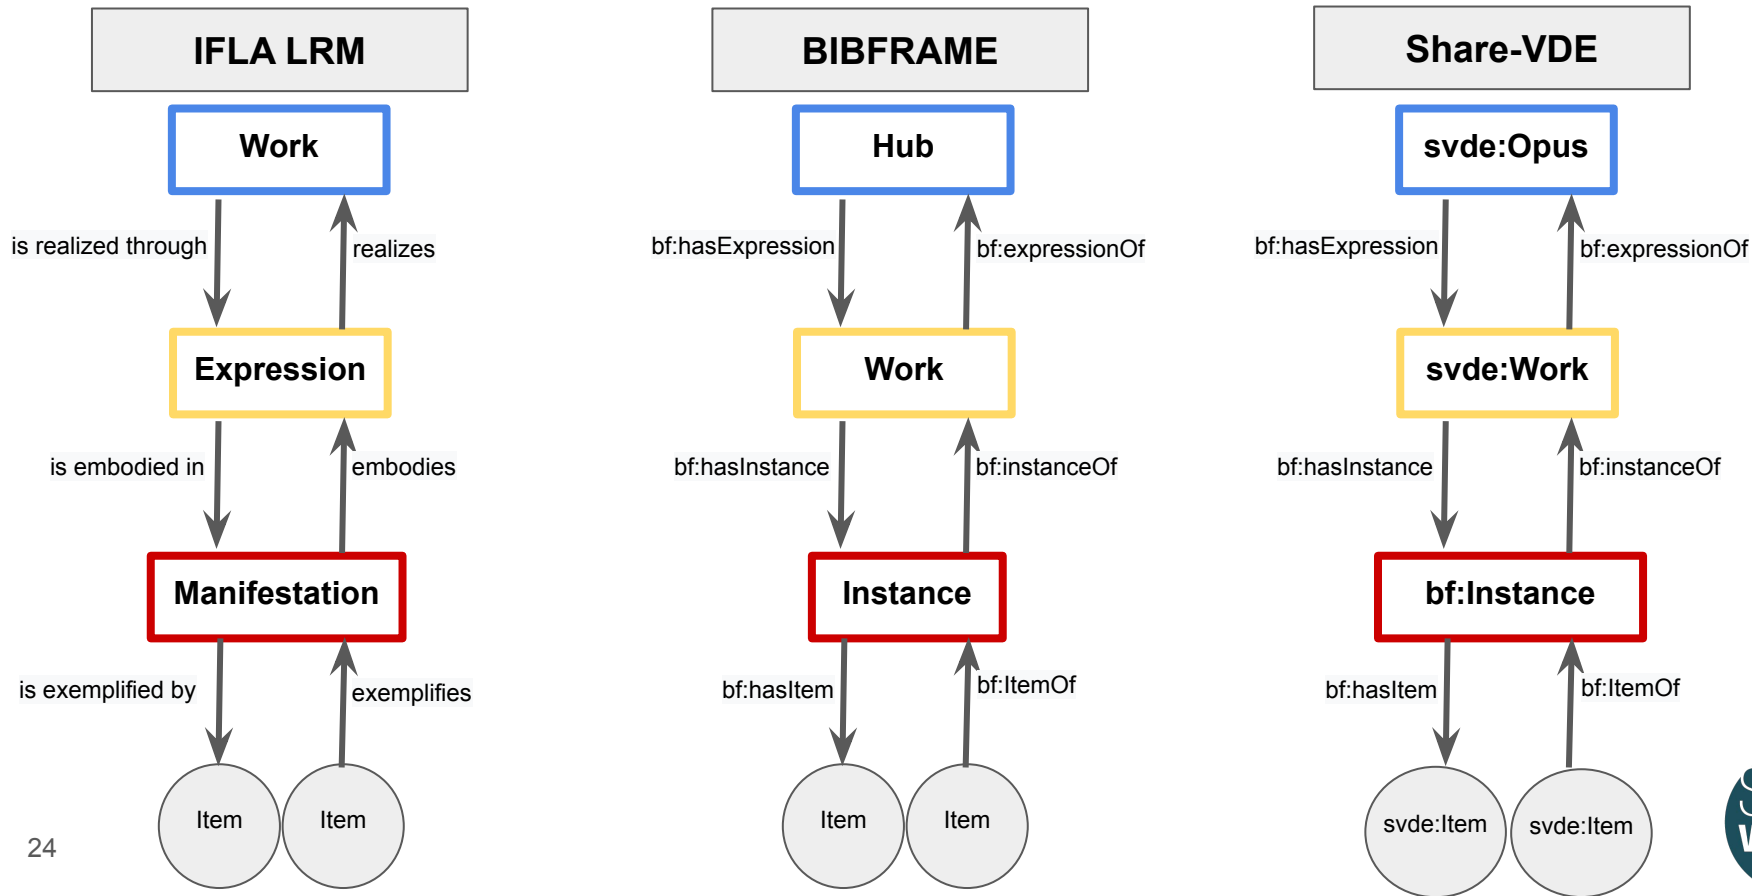 IFLA LRM
BIBFRAME
Share-VDE
Work
Hub
svde:Opus
is realized through
realizes
bf:hasExpression
bf:expressionOf
bf:hasExpression
bf:expressionOf
Expression
Work
svde:Work
is embodied in
embodies
bf:hasInstance
bf:instanceOf
bf:hasInstance
bf:instanceOf
Manifestation
Instance
bf:Instance
is exemplified by
exemplifies
bf:hasItem
bf:ItemOf
bf:hasItem
bf:ItemOf
Item
Item
Item
Item
svde:Item
svde:Item
24